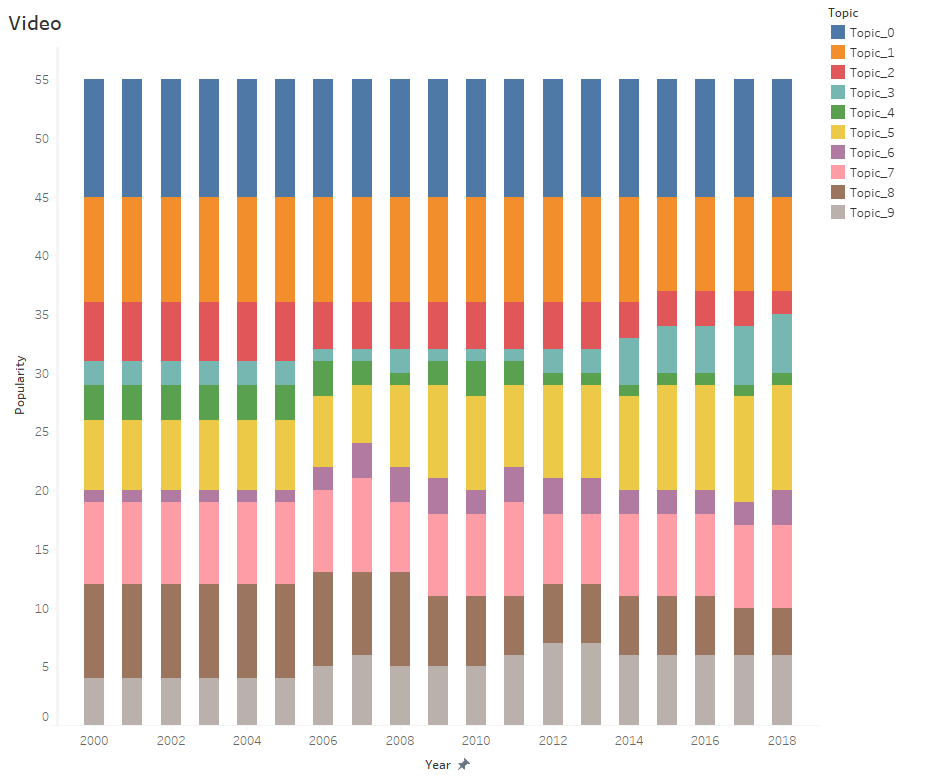 Video
Topic
Topic_0
Topic_1
Topic_2
Topic_3
Topic_4
Topic_5
Topic_6
Topic_7
Topic_8
Topic_9
Popularity
55
50
45
40
35
30
25
20
15
10
5
0
2000 2002 2004 2006 2008 2010 2012 2014 2016 2018
Year